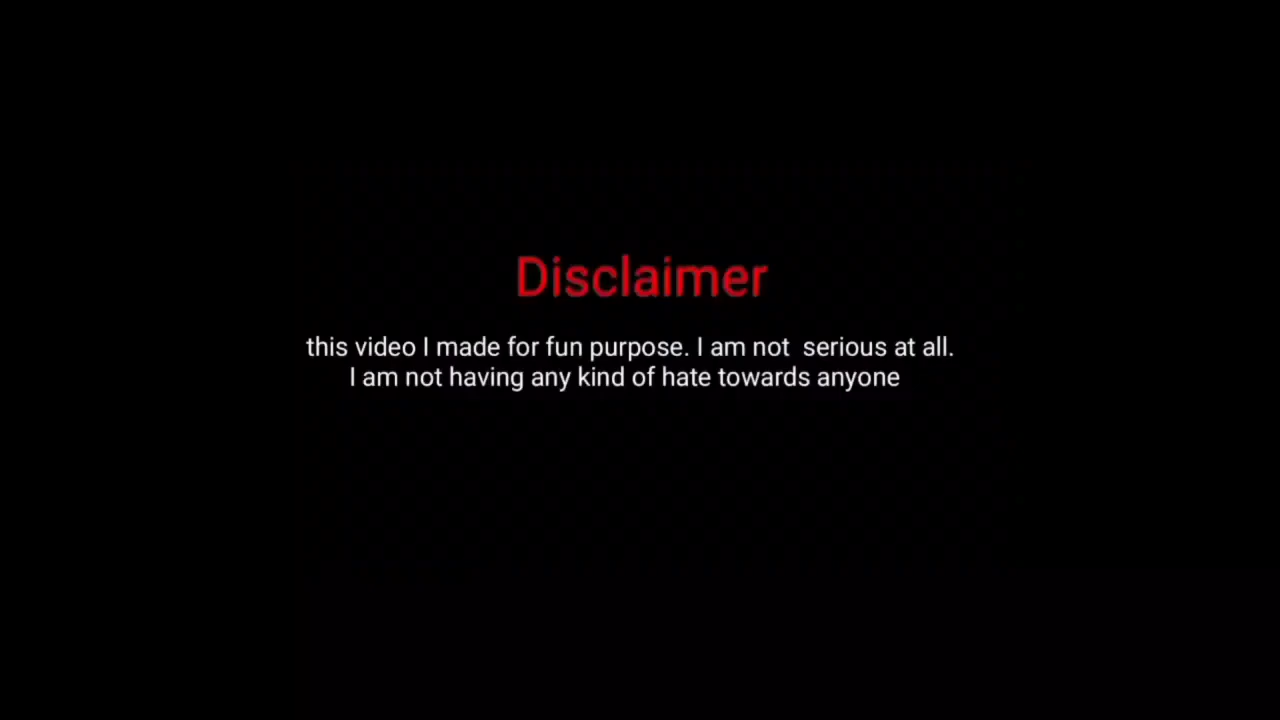 Disclaimer
this video I made for fun purpose. I am not  serious at all.
I am not having any kind of hate towards anyone